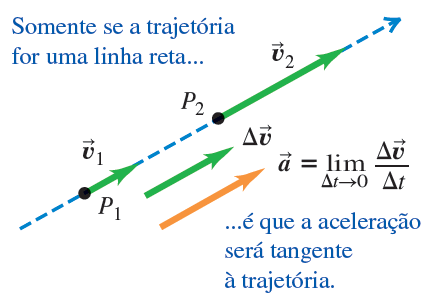 Somente se a trajetória
for uma linha reta...
v⃗₂
P₂
v⃗₁
Δv⃗
P₁
a⃗ = lim Δt→0 Δv⃗/Δt
...é que a aceleração
será tangente
à trajetória.